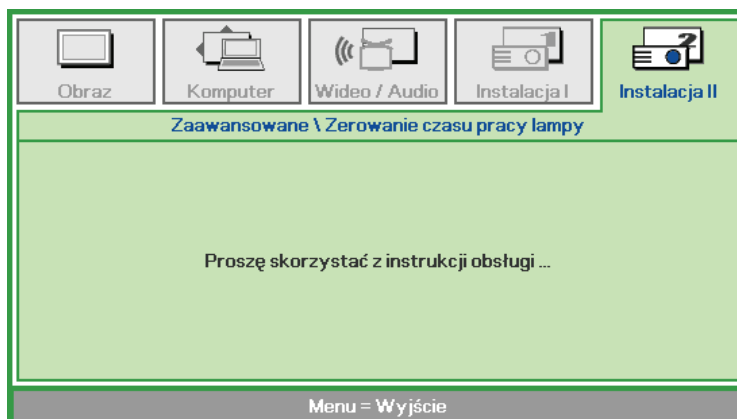 Obraz
Komputer
Wideo / Audio
Instalacja I
Instalacja II
Zaawansowane \ Zerowanie czasu pracy lampy
Proszę skorzystać z instrukcji obsługi ...
Menu = Wyjście